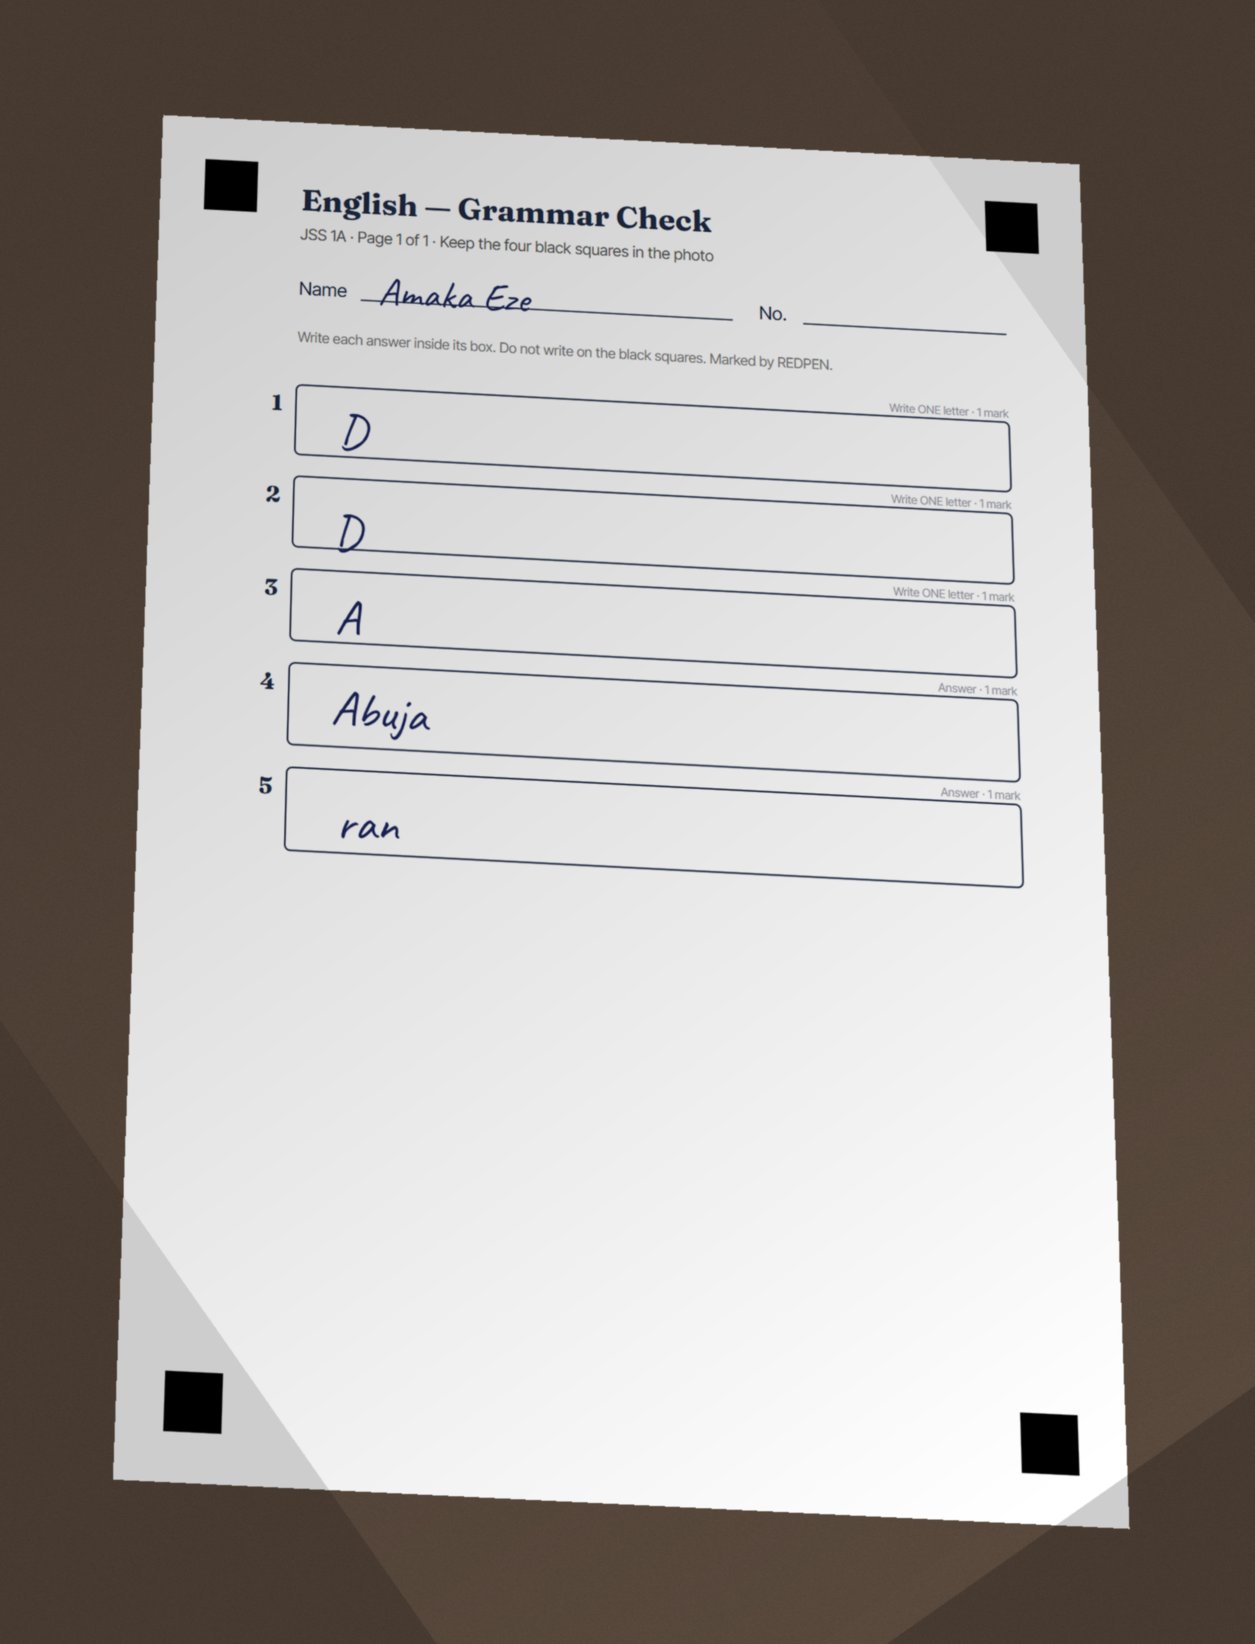 English — Grammar Check
JSS 1A · Page 1 of 1 · Keep the four black squares in the photo
Name Amaka Eze No.
Write each answer inside its box. Do not write on the black squares. Marked by REDPEN.
Write ONE letter · 1 mark
1 D
Write ONE letter · 1 mark
2 D
Write ONE letter · 1 mark
3 A
Answer · 1 mark
4 Abuja
Answer · 1 mark
5 ran